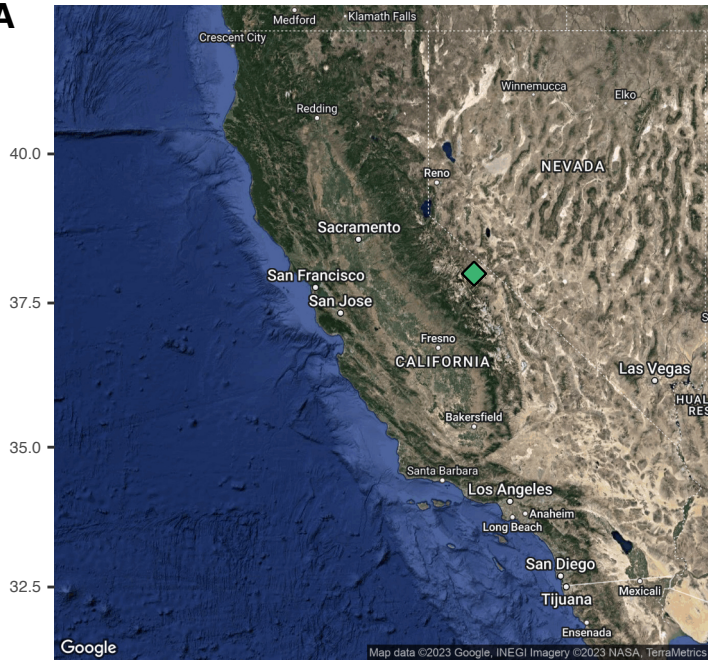 A
Medford
Klamath Falls
Crescent City
Winnemucca
Elko
Redding
40.0
NEVADA
Reno
Sacramento
San Francisco
37.5
San Jose
Fresno
CALIFORNIA
Las Vegas
HUAL
RES
Bakersfield
35.0
Santa Barbara
Los Angeles
Anaheim
Long Beach
San Diego
32.5
Tijuana
Mexicali
Ensenada
Google
Map data ©2023 Google, INEGI Imagery ©2023 NASA, TerraMetrics